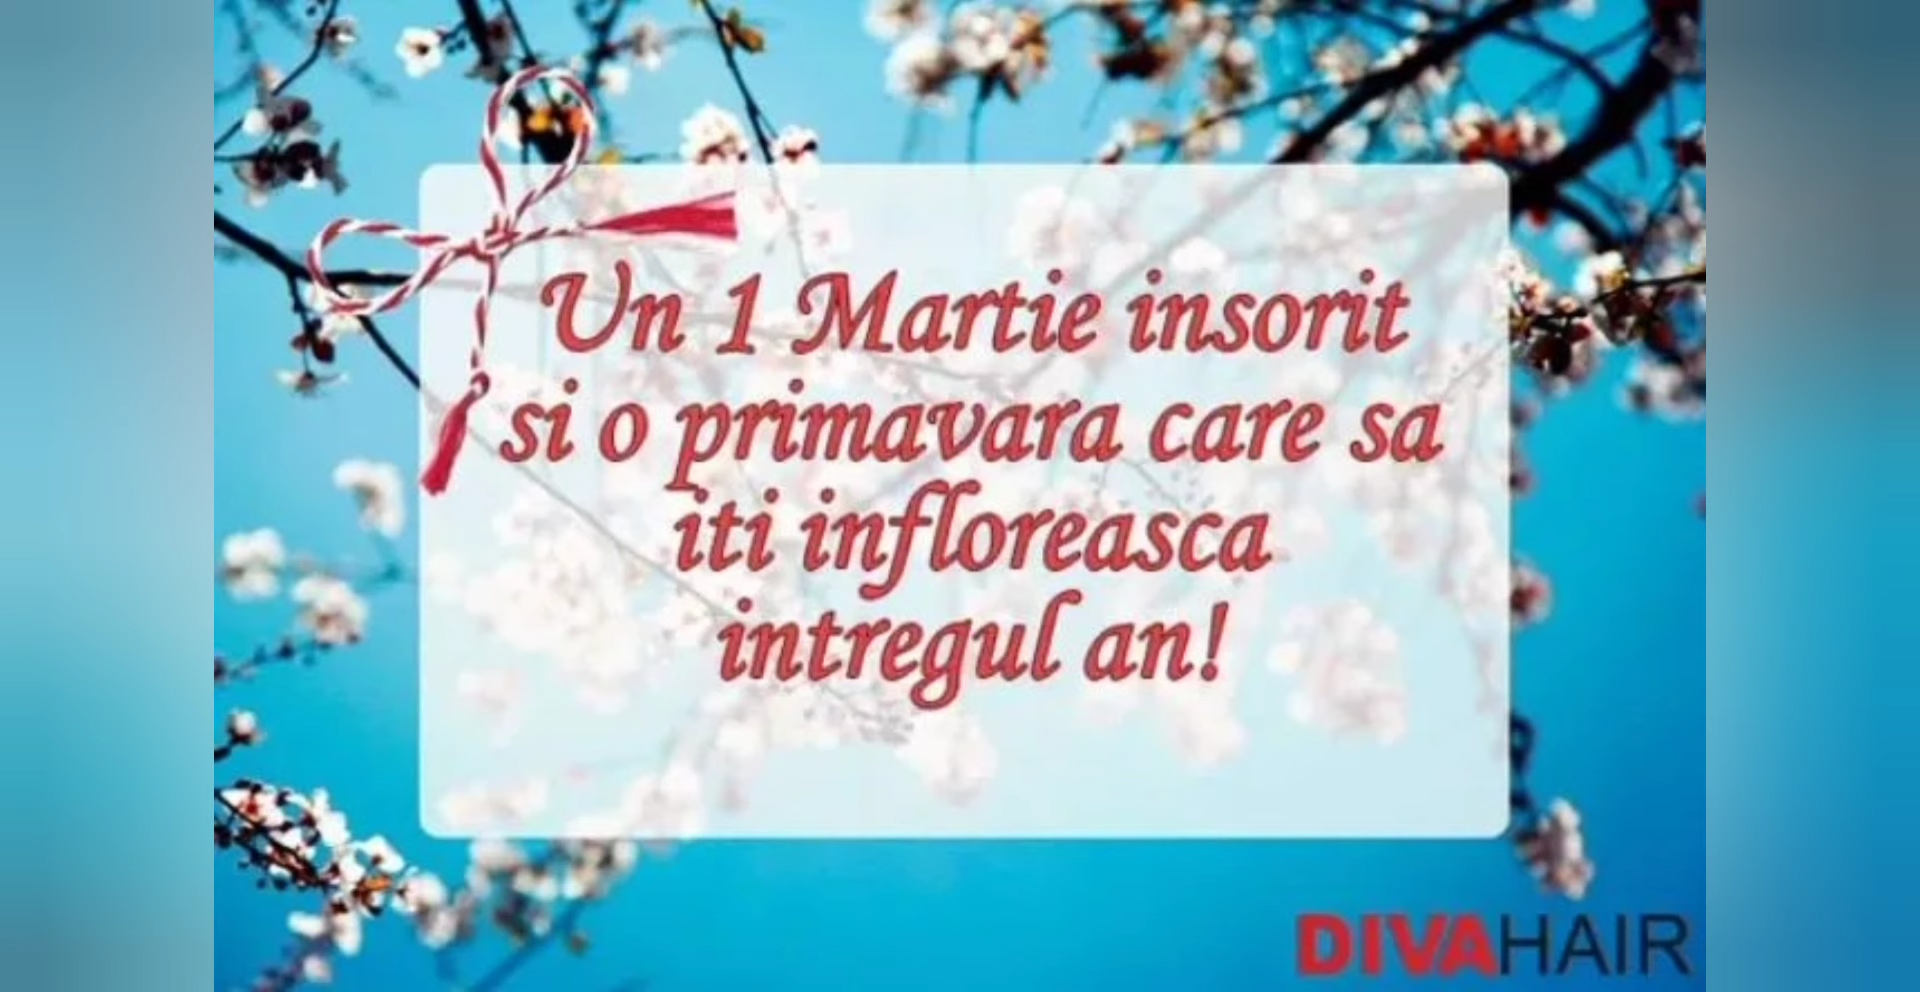 Un 1 Martie insorit
si o primavara care sa
iti infloreasca
intregul an!
DIVAHAIR